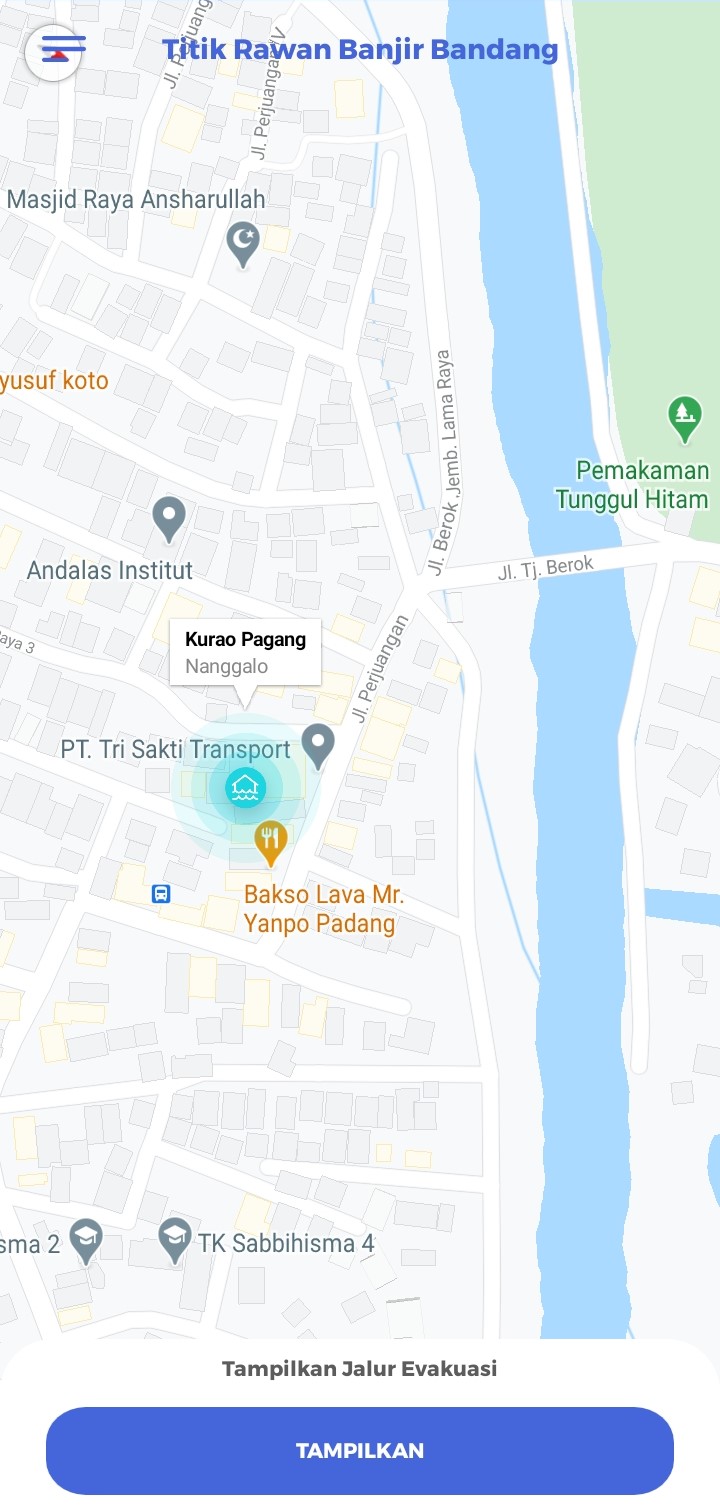 Titik Rawan Banjir Bandang
Jl. Perjuang
Jl. Perjuangan IV
Masjid Raya Ansharullah
yusuf koto
Jl. Berok Jemb. Lama Raya
Pemakaman
Tunggul Hitam
Andalas Institut
Jl. Tj. Berok
Kurao Pagang
Nanggalo
aya 3
Jl. Perjuangan
PT. Tri Sakti Transport
Bakso Lava Mr.
Yanpo Padang
sma 2
TK Sabbihisma 4
Tampilkan Jalur Evakuasi
TAMPILKAN